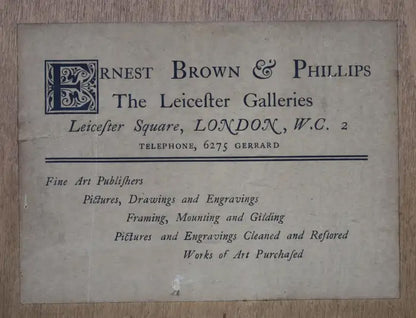 ERNEST BROWN & PHILLIPS
The Leiceſter Galleries
Leiceſter Square, LONDON, W.C. 2
TELEPHONE, 6275 GERRARD
Fine Art Publiſhers
Pictures, Drawings and Engravings
Framing, Mounting and Gilding
Pictures and Engravings Cleaned and Reſtored
Works of Art Purchaſed